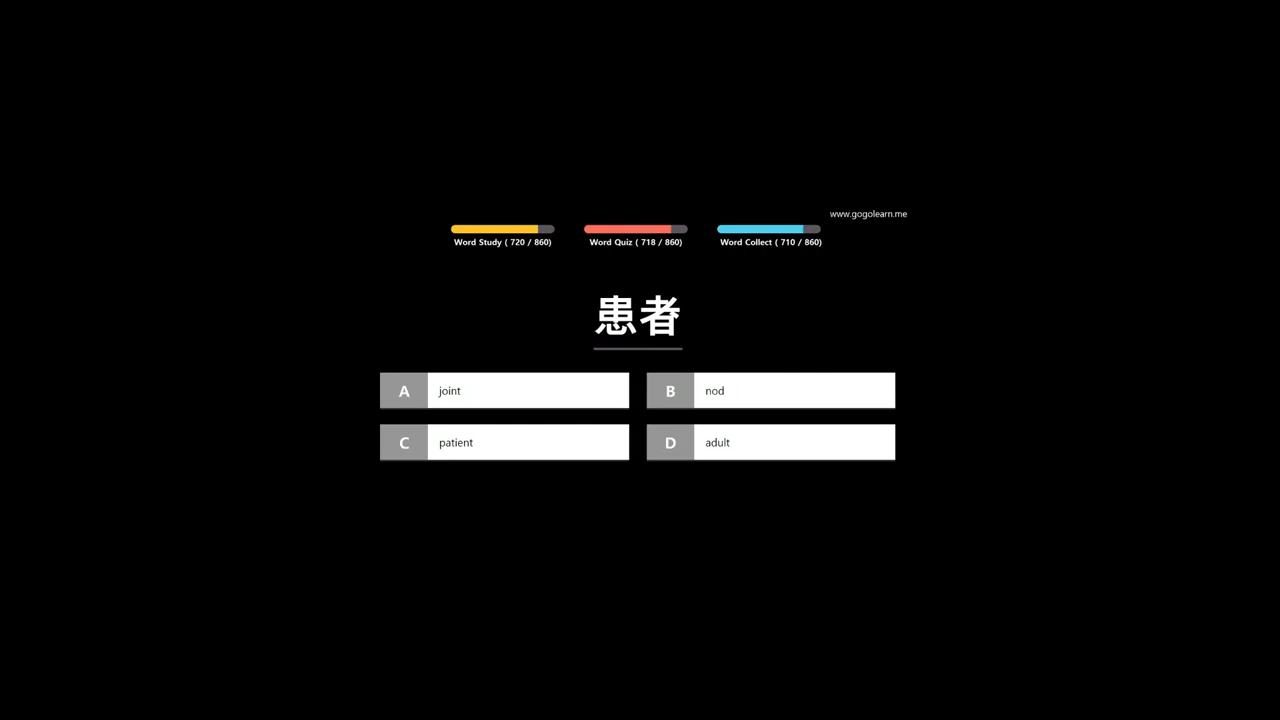 www.gogolearn.me
Word Study ( 720 / 860)
Word Quiz ( 718 / 860)
Word Collect ( 710 / 860)
患者
A joint
B nod
C patient
D adult